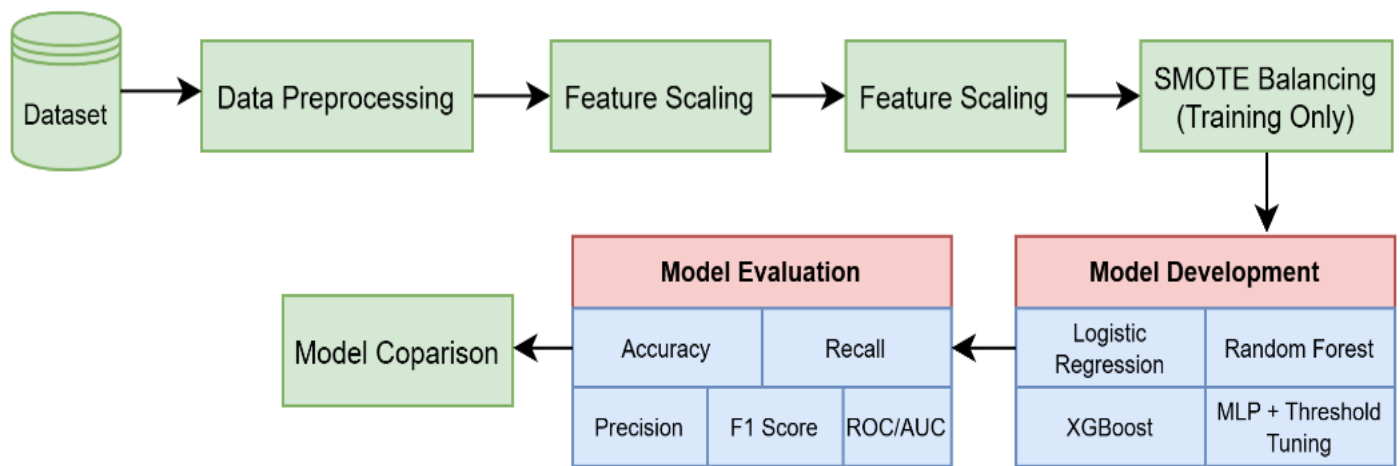 Dataset
Data Preprocessing
Feature Scaling
Feature Scaling
SMOTE Balancing
(Training Only)
Model Development
Logistic
Regression
Random Forest
XGBoost
MLP + Threshold
Tuning
Model Evaluation
Accuracy
Recall
Precision
F1 Score
ROC/AUC
Model Coparison